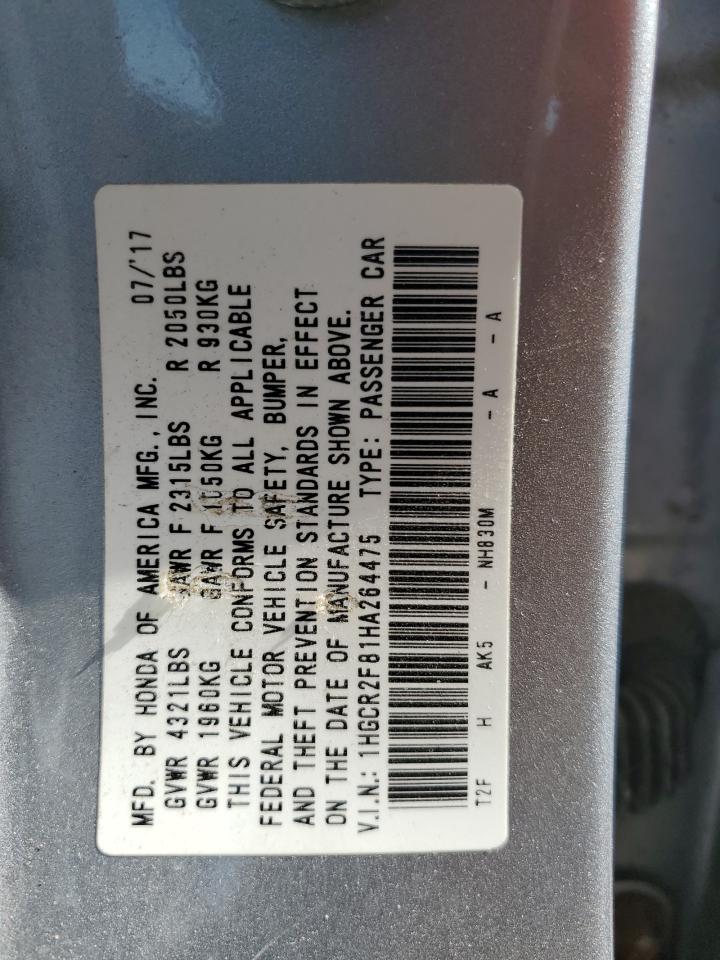 MFD. BY HONDA OF AMERICA MFG., INC. 07/'17
GVWR 4321LBS GAWR F 2315LBS R 2050LBS
GVWR 1960KG GAWR F 1050KG R 930KG
THIS VEHICLE CONFORMS TO ALL APPLICABLE
FEDERAL MOTOR VEHICLE SAFETY, BUMPER,
AND THEFT PREVENTION STANDARDS IN EFFECT
ON THE DATE OF MANUFACTURE SHOWN ABOVE.
V.I.N.: 1HGCR2F81HA264475 TYPE: PASSENGER CAR
T2F H AK5 - NH830M - A - A